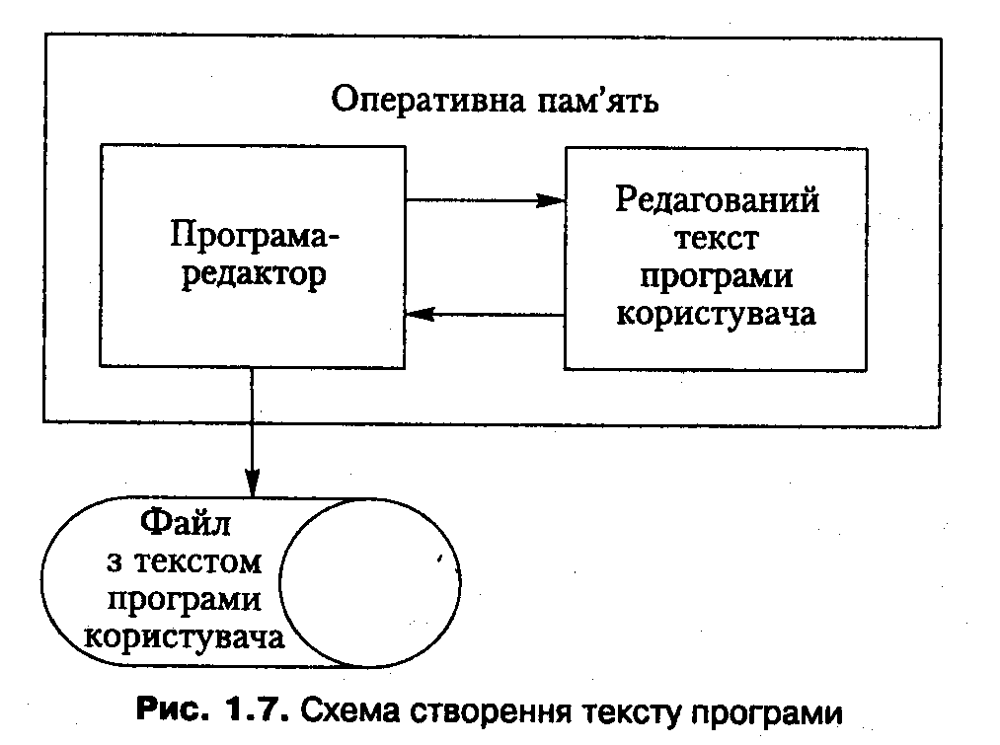 Оперативна пам'ять
Програма-
редактор
Редагований
текст
програми
користувача
Файл
з текстом
програми
користувача
Рис. 1.7. Схема створення тексту програми